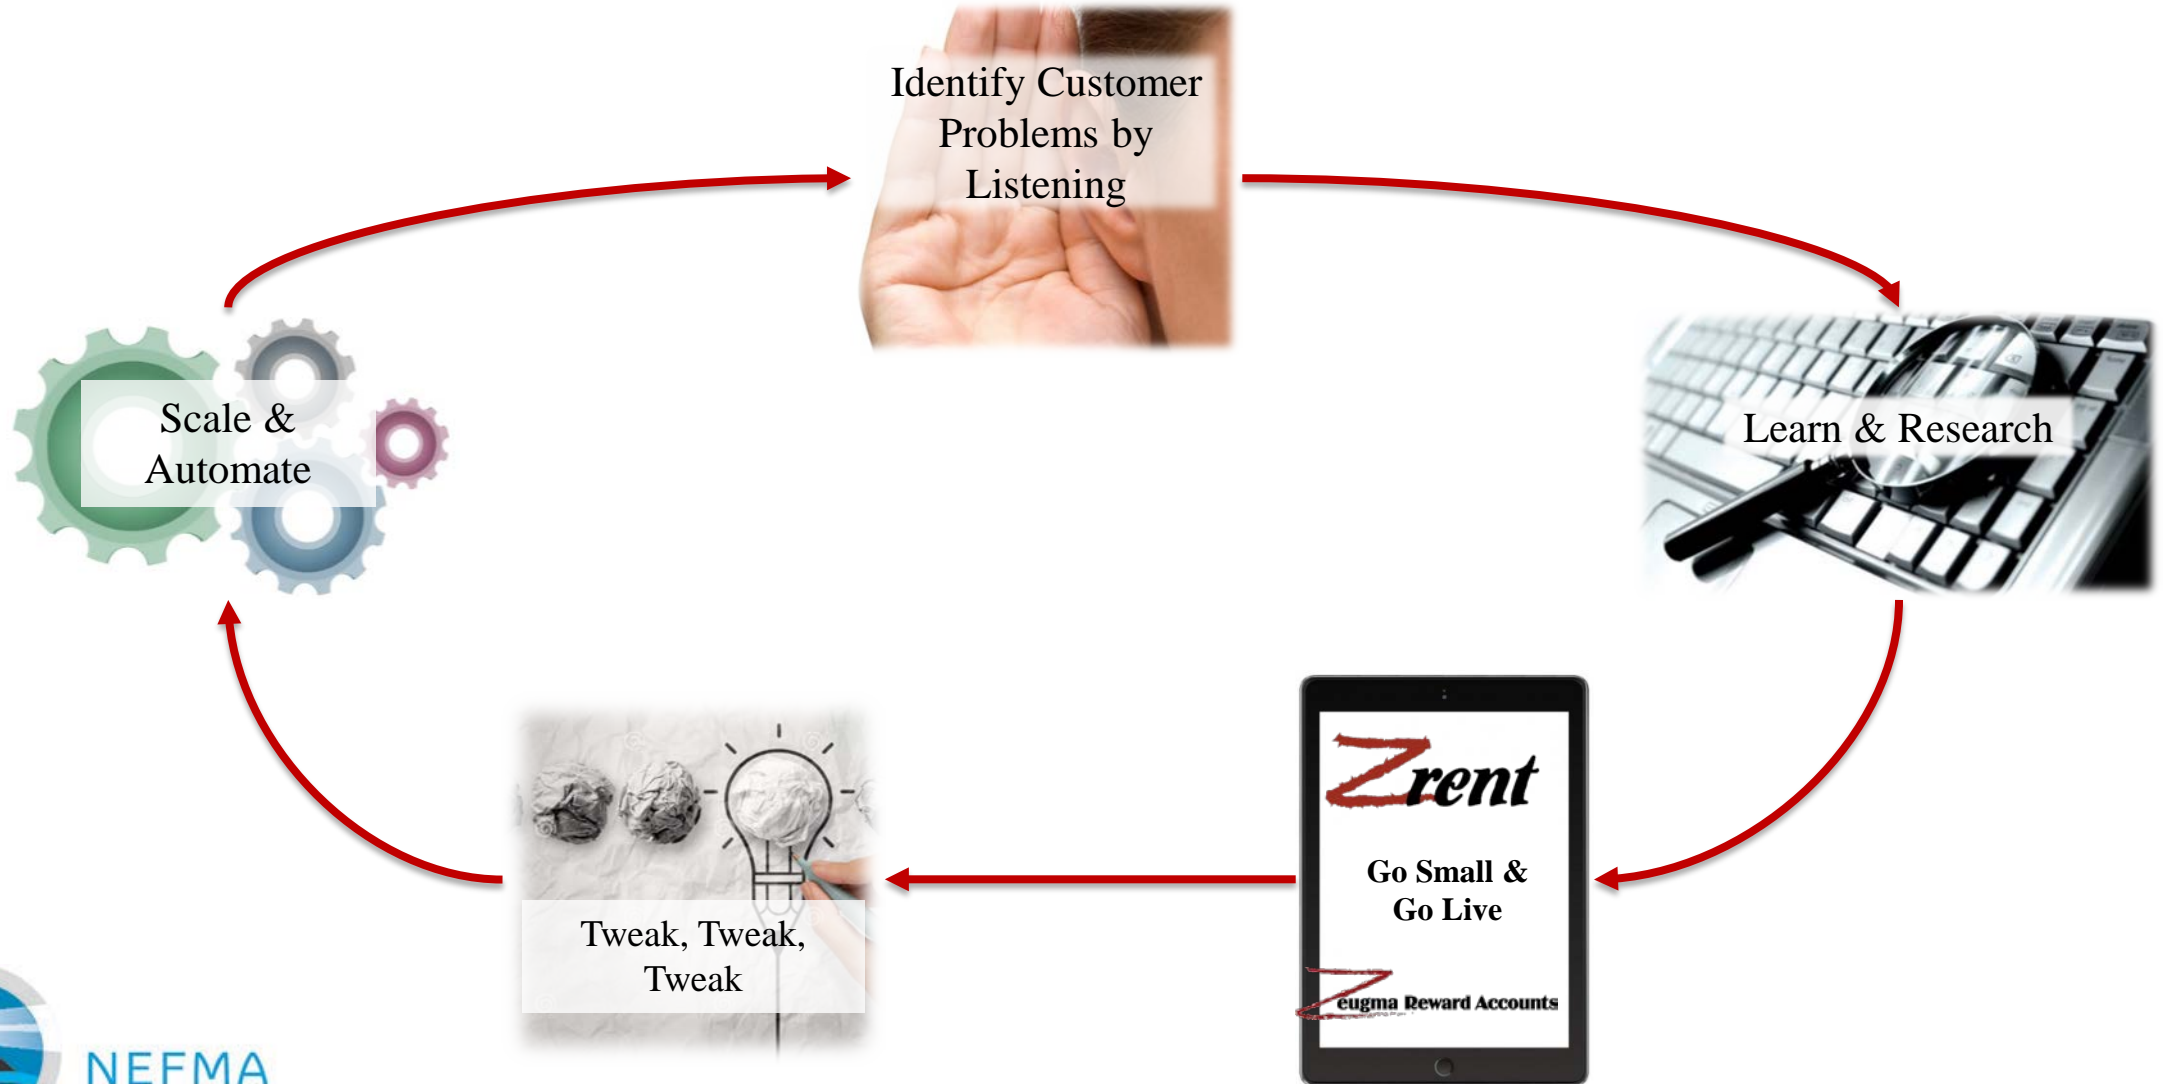 Identify Customer
Problems by
Listening
Scale &
Automate
Learn & Research
Zrent
Go Small &
Go Live
Zeugma Reward Accounts
Tweak, Tweak,
Tweak
NEFMA